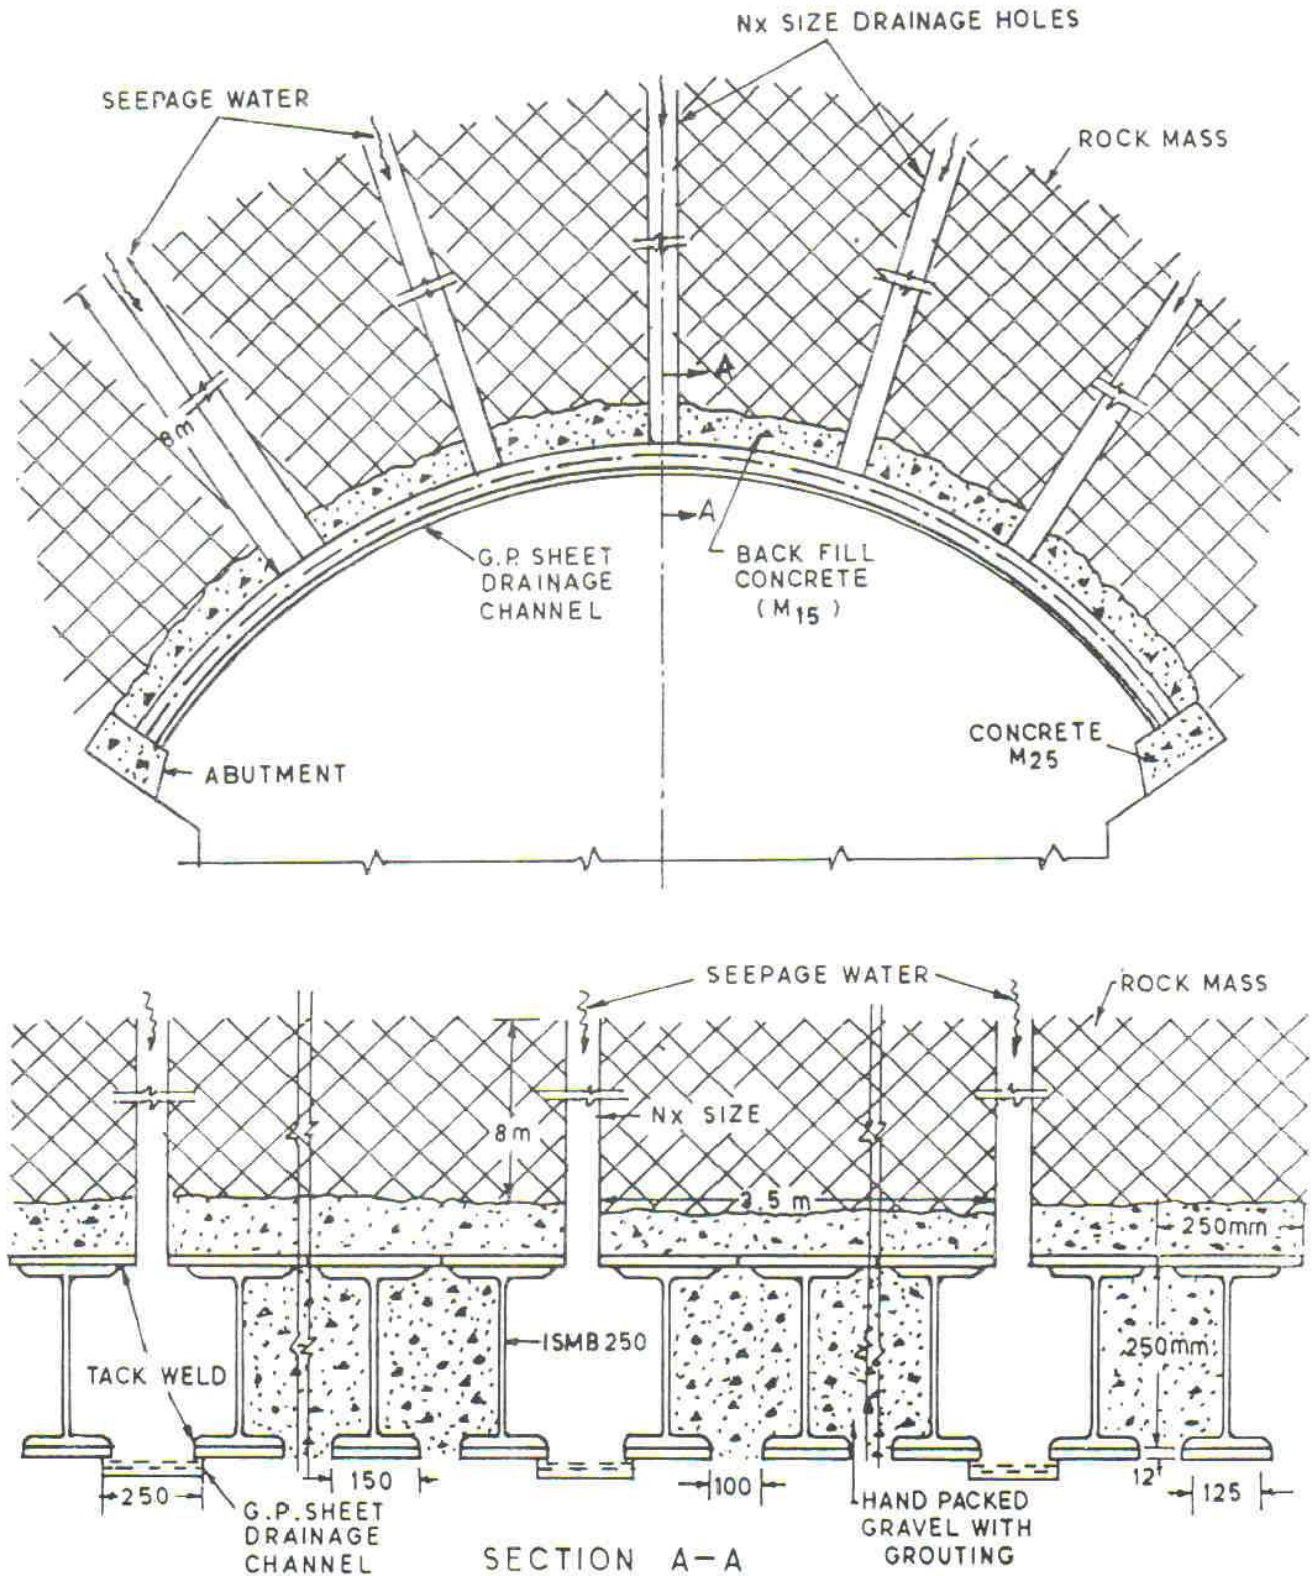 Nx SIZE DRAINAGE HOLES
SEEPAGE WATER
ROCK MASS
8m
A
A
G.P. SHEET
DRAINAGE
CHANNEL
BACK FILL
CONCRETE
(M15)
CONCRETE
M25
ABUTMENT
SEEPAGE WATER
ROCK MASS
8m
Nx SIZE
3.5 m
250mm
ISMB 250
250mm
TACK WELD
250
150
100
12
125
G.P. SHEET
DRAINAGE
CHANNEL
HAND PACKED
GRAVEL WITH
GROUTING
SECTION A-A